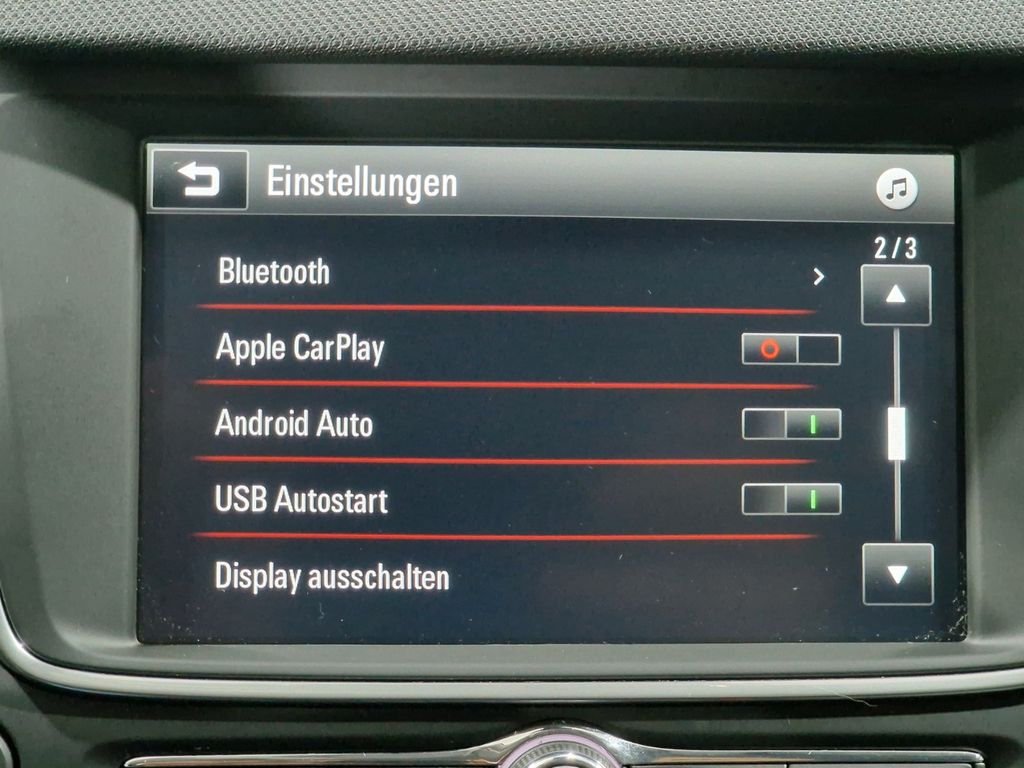 Einstellungen
2/3
Bluetooth
Apple CarPlay
Android Auto
USB Autostart
Display ausschalten